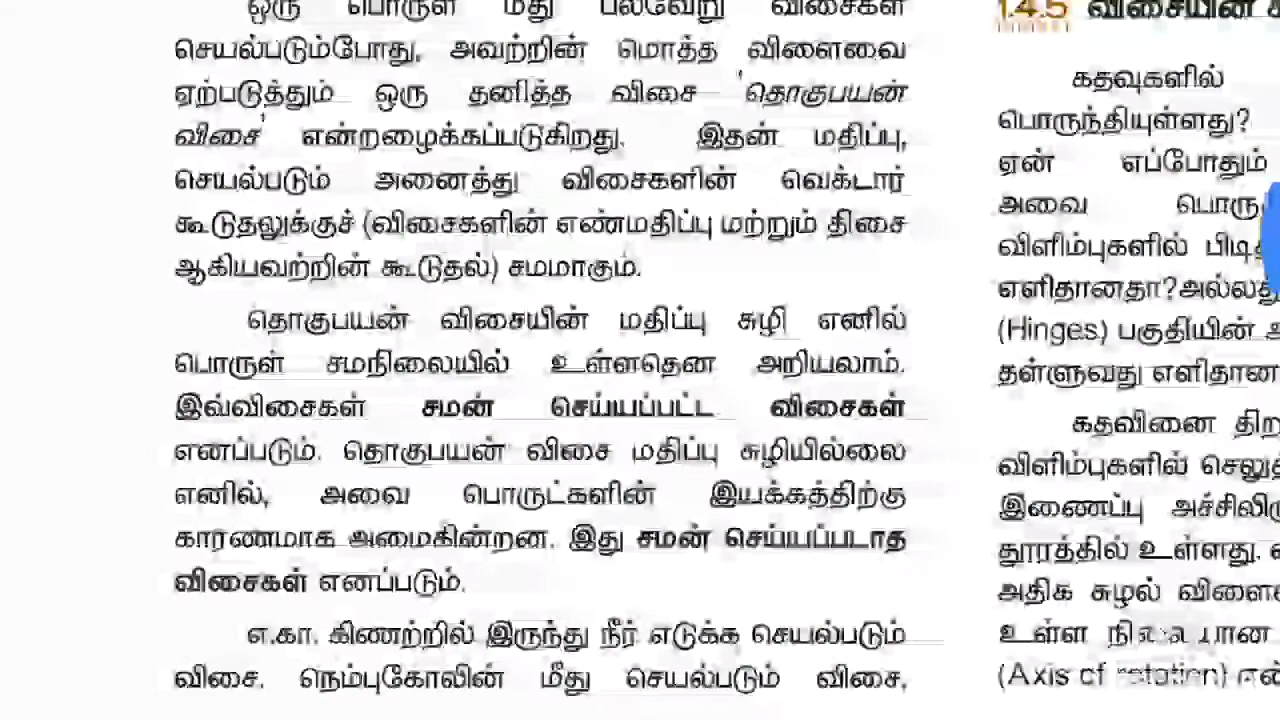 ஒரு பொருள் மீது பல்வேறு விசைகள்
செயல்படும்போது, அவற்றின் மொத்த விளைவை
ஏற்படுத்தும் ஒரு தனித்த விசை 'தொகுபயன்
விசை' என்றழைக்கப்படுகிறது. இதன் மதிப்பு,
செயல்படும் அனைத்து விசைகளின் வெக்டார்
கூடுதலுக்குச் (விசைகளின் எண்மதிப்பு மற்றும் திசை
ஆகியவற்றின் கூடுதல்) சமமாகும்.
தொகுபயன் விசையின் மதிப்பு சுழி எனில்
பொருள் சமநிலையில் உள்ளதென அறியலாம்.
இவ்விசைகள் சமன் செய்யப்பட்ட விசைகள்
எனப்படும். தொகுபயன் விசை மதிப்பு சுழியில்லை
எனில், அவை பொருட்களின் இயக்கத்திற்கு
காரணமாக அமைகின்றன. இது சமன் செய்யப்படாத
விசைகள் எனப்படும்.
எ.கா. கிணற்றில் இருந்து நீர் எடுக்க செயல்படும்
விசை, நெம்புகோலின் மீது செயல்படும் விசை,
1.4.5 விசையின்
கதவுகளில்
பொருந்தியுள்ளது?
ஏன் எப்போதும்
அவை
விளிம்புகளில்
எளிதானதா?
(Hinges) பகுதியின்
தள்ளுவது
கதவினை
விளிம்புகளில்
இணைப்பு
தூரத்தில் உள்ளது.
அதிக சுழல்
உள்ள
(Axis of rotation)